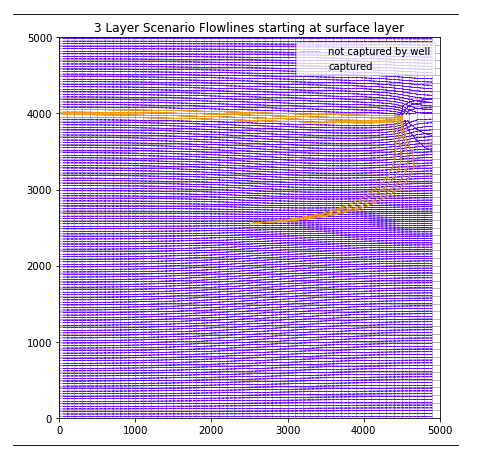 3 Layer Scenario Flowlines starting at surface layer
5000
not captured by well
captured
4000
3000
2000
1000
0
0 1000 2000 3000 4000 5000